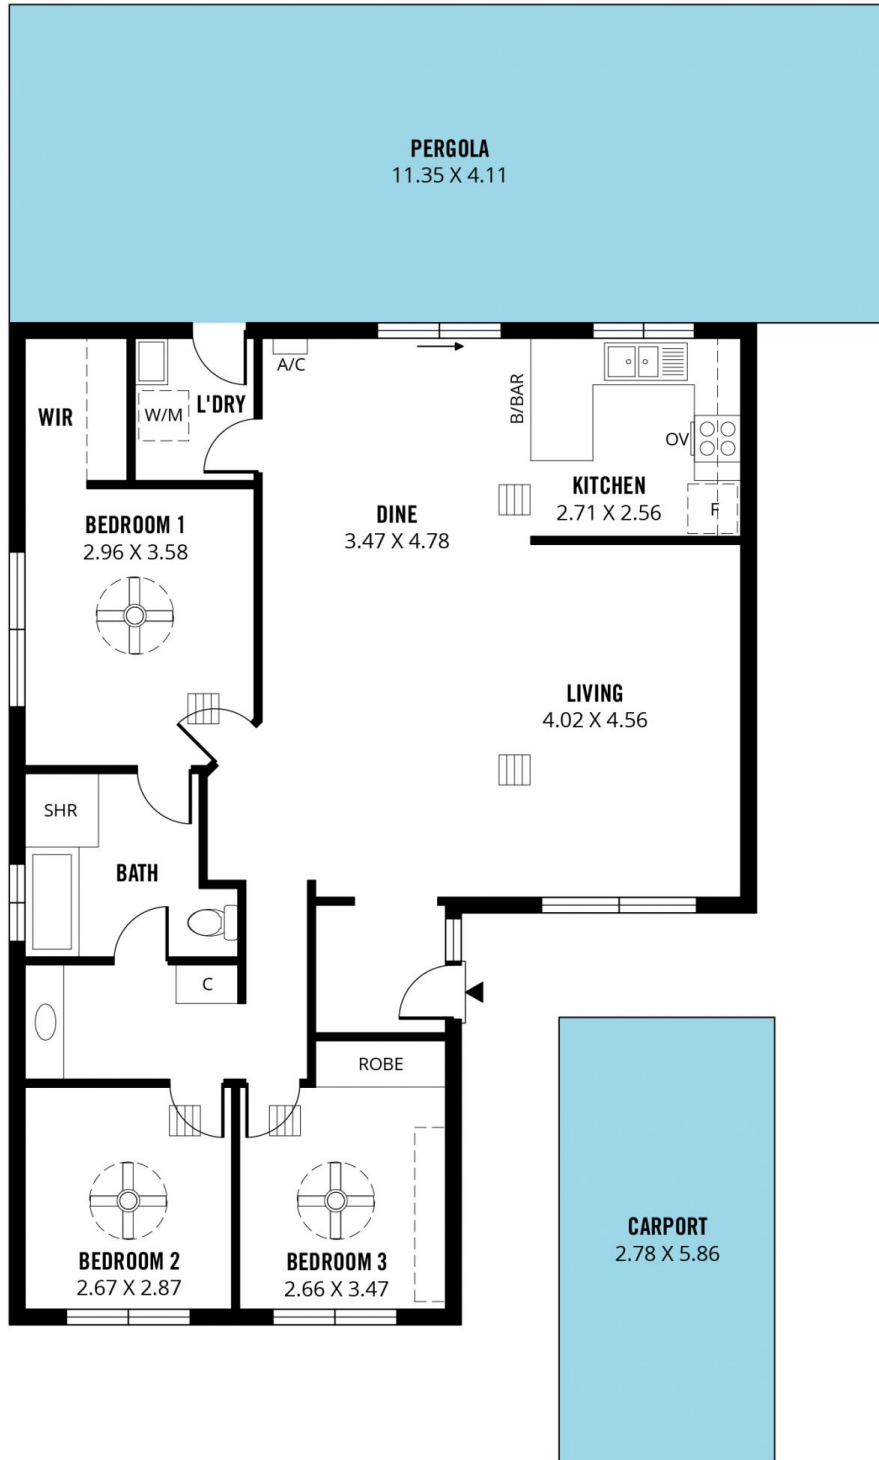 PERGOLA
11.35 X 4.11
A/C
WIR
W/M
L'DRY
B/BAR
OV
KITCHEN
2.71 X 2.56
F
DINE
3.47 X 4.78
BEDROOM 1
2.96 X 3.58
LIVING
4.02 X 4.56
SHR
BATH
C
ROBE
BEDROOM 2
2.67 X 2.87
BEDROOM 3
2.66 X 3.47
CARPORT
2.78 X 5.86